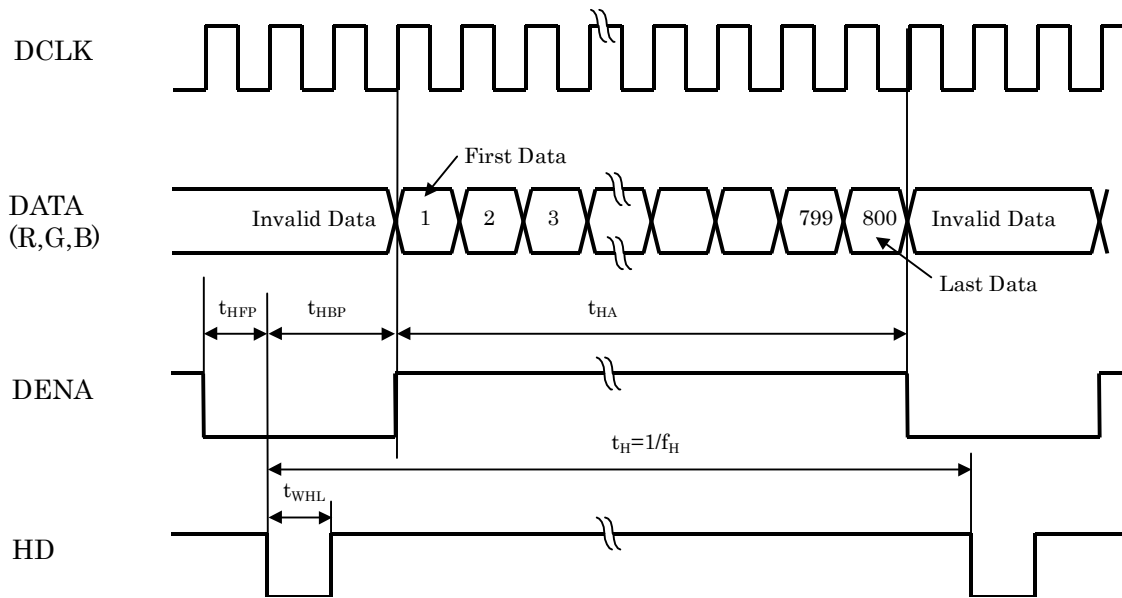 DCLK
First Data
DATA
(R,G,B)
Invalid Data 1 2 3 799 800 Invalid Data
Last Data
tHFP tHBP tHA
DENA
tH=1/fH
tWHL
HD